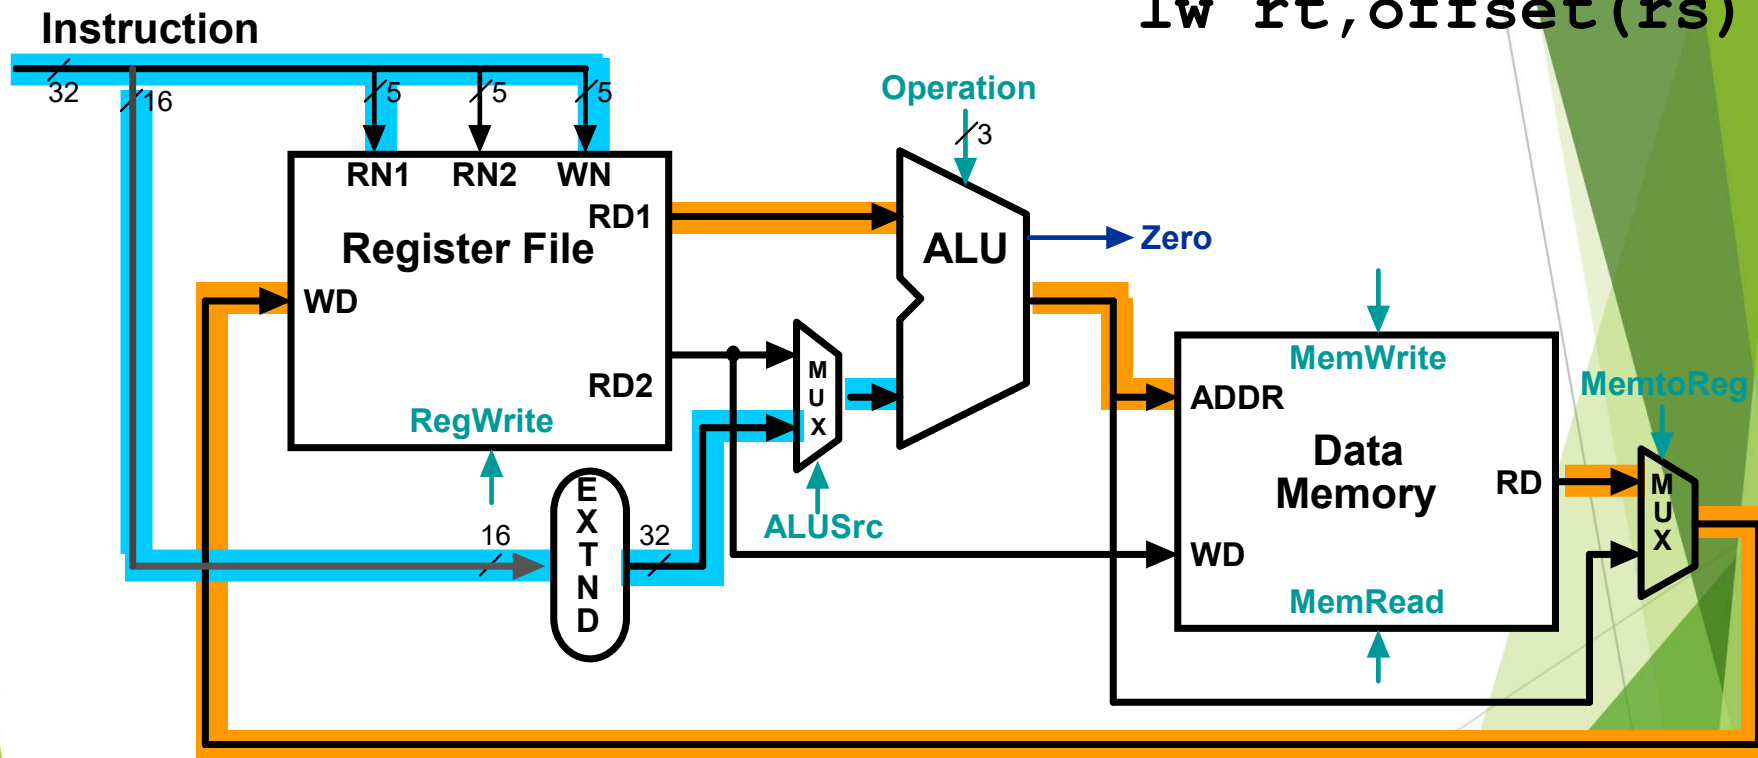 lw rt,offset(rs)
Instruction
32
16
5
5
5
Operation
3
RN1 RN2 WN
RD1
Register File
ALU
Zero
WD
MemWrite
M
U
X
RD2
ADDR
MemtoReg
RegWrite
Data
Memory
RD
M
U
X
E
X
T
N
D
16
32
ALUSrc
WD
MemRead